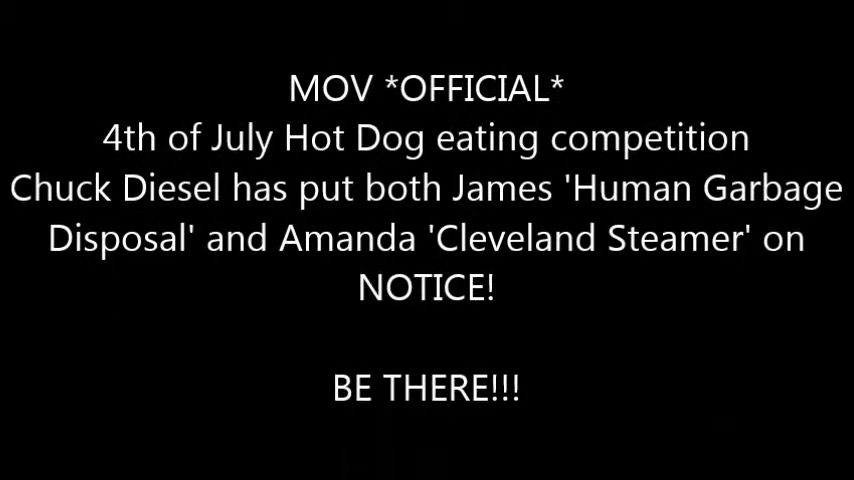 MOV *OFFICIAL*
4th of July Hot Dog eating competition
Chuck Diesel has put both James 'Human Garbage
Disposal' and Amanda 'Cleveland Steamer' on
NOTICE!
BE THERE!!!